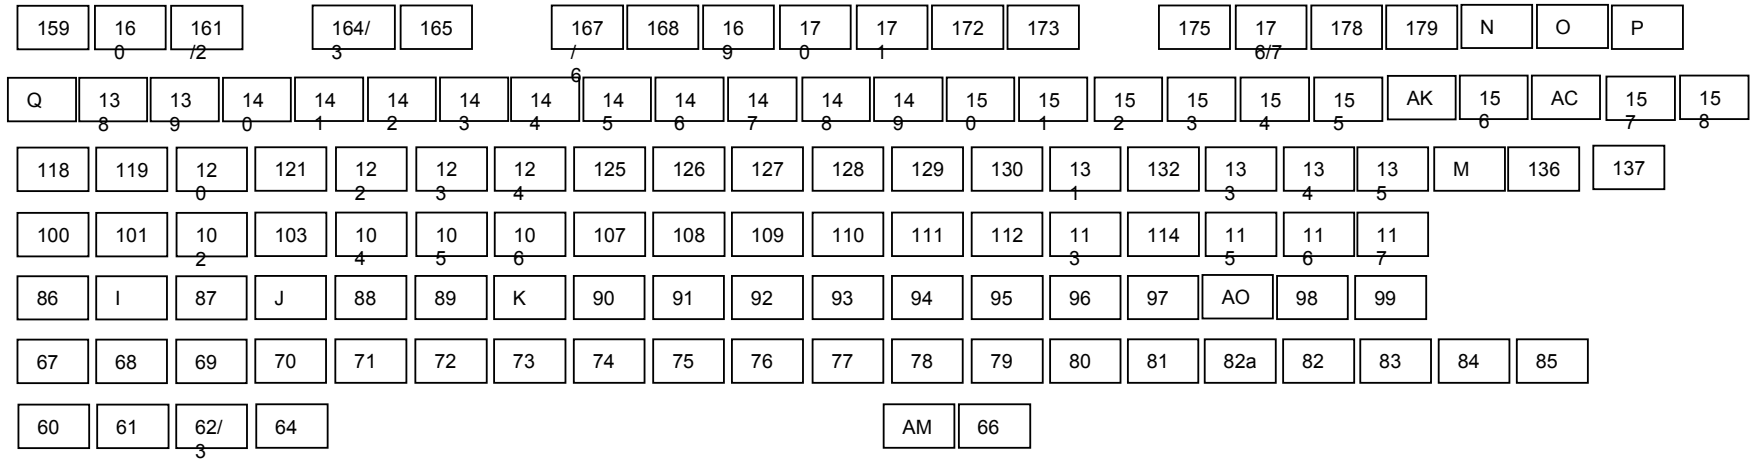 159 160 161/2 164/3 165 167/6 168 169 170 171 172 173 175 176/7 178 179 N O P
Q 138 139 140 141 142 143 144 145 146 147 148 149 150 151 152 153 154 155 AK 156 AC 157 158
118 119 120 121 122 123 124 125 126 127 128 129 130 131 132 133 134 135 M 136 137
100 101 102 103 104 105 106 107 108 109 110 111 112 113 114 115 116 117
86 I 87 J 88 89 K 90 91 92 93 94 95 96 97 AO 98 99
67 68 69 70 71 72 73 74 75 76 77 78 79 80 81 82a 82 83 84 85
60 61 62/3 64 AM 66